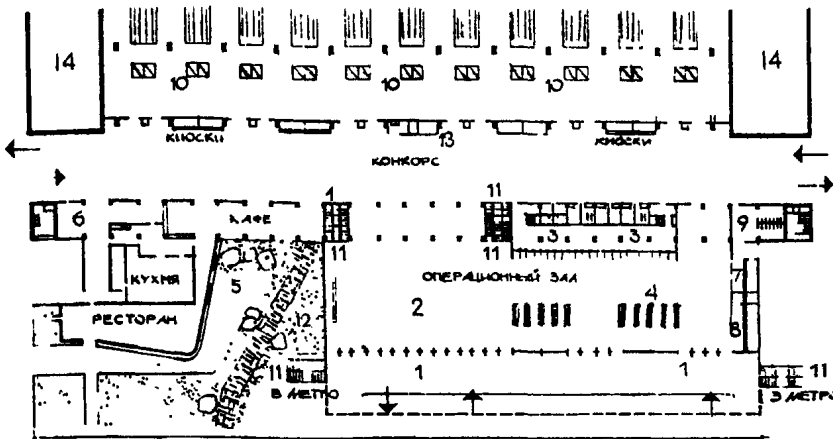 14 14
10 10 10
КИОСКИ 13 КИОСКИ
КОНКОРС
6 КАФЕ 1 11 9
11 11 3 3
КУХНЯ 5 ОПЕРАЦИОННЫЙ ЗАЛ 7
2 4
РЕСТОРАН 12 8
11 1 1 11
В МЕТРО В МЕТРО